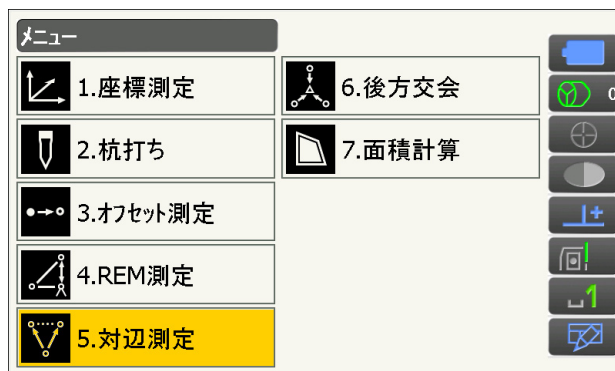 メニュー
1.座標測定
2.杭打ち
3.オフセット測定
4.REM測定
5.対辺測定
6.後方交会
7.面積計算
0
1